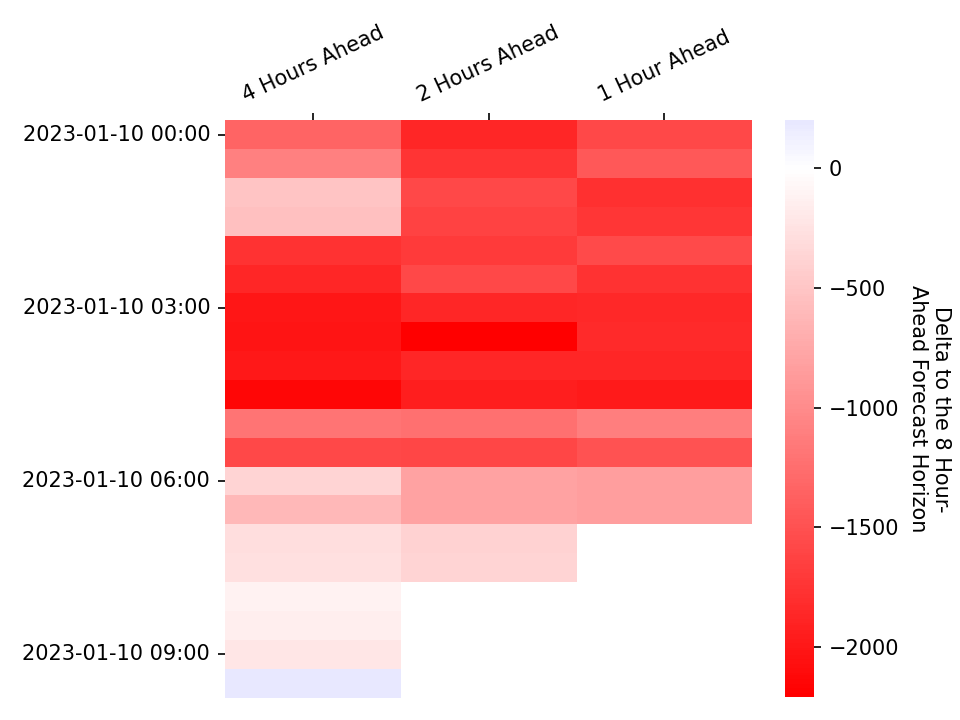 4 Hours Ahead
2 Hours Ahead
1 Hour Ahead
2023-01-10 00:00
2023-01-10 03:00
2023-01-10 06:00
2023-01-10 09:00
0
−500
−1000
−1500
−2000
Delta to the 8 Hour-
Ahead Forecast Horizon